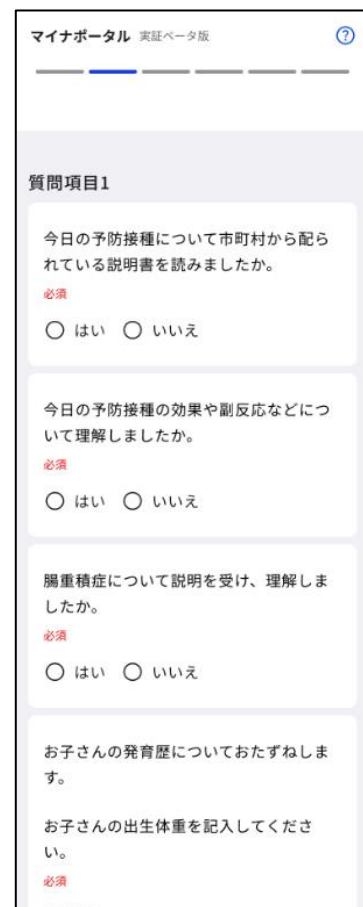 マイナポータル 実証ベータ版
?
質問項目1
今日の予防接種について市町村から配ら
れている説明書を読みましたか。
必須
はい いいえ
今日の予防接種の効果や副反応などにつ
いて理解しましたか。
必須
はい いいえ
腸重積症について説明を受け、理解しま
したか。
必須
はい いいえ
お子さんの発育歴についておたずねしま
す。
お子さんの出生体重を記入してくださ
い。
必須